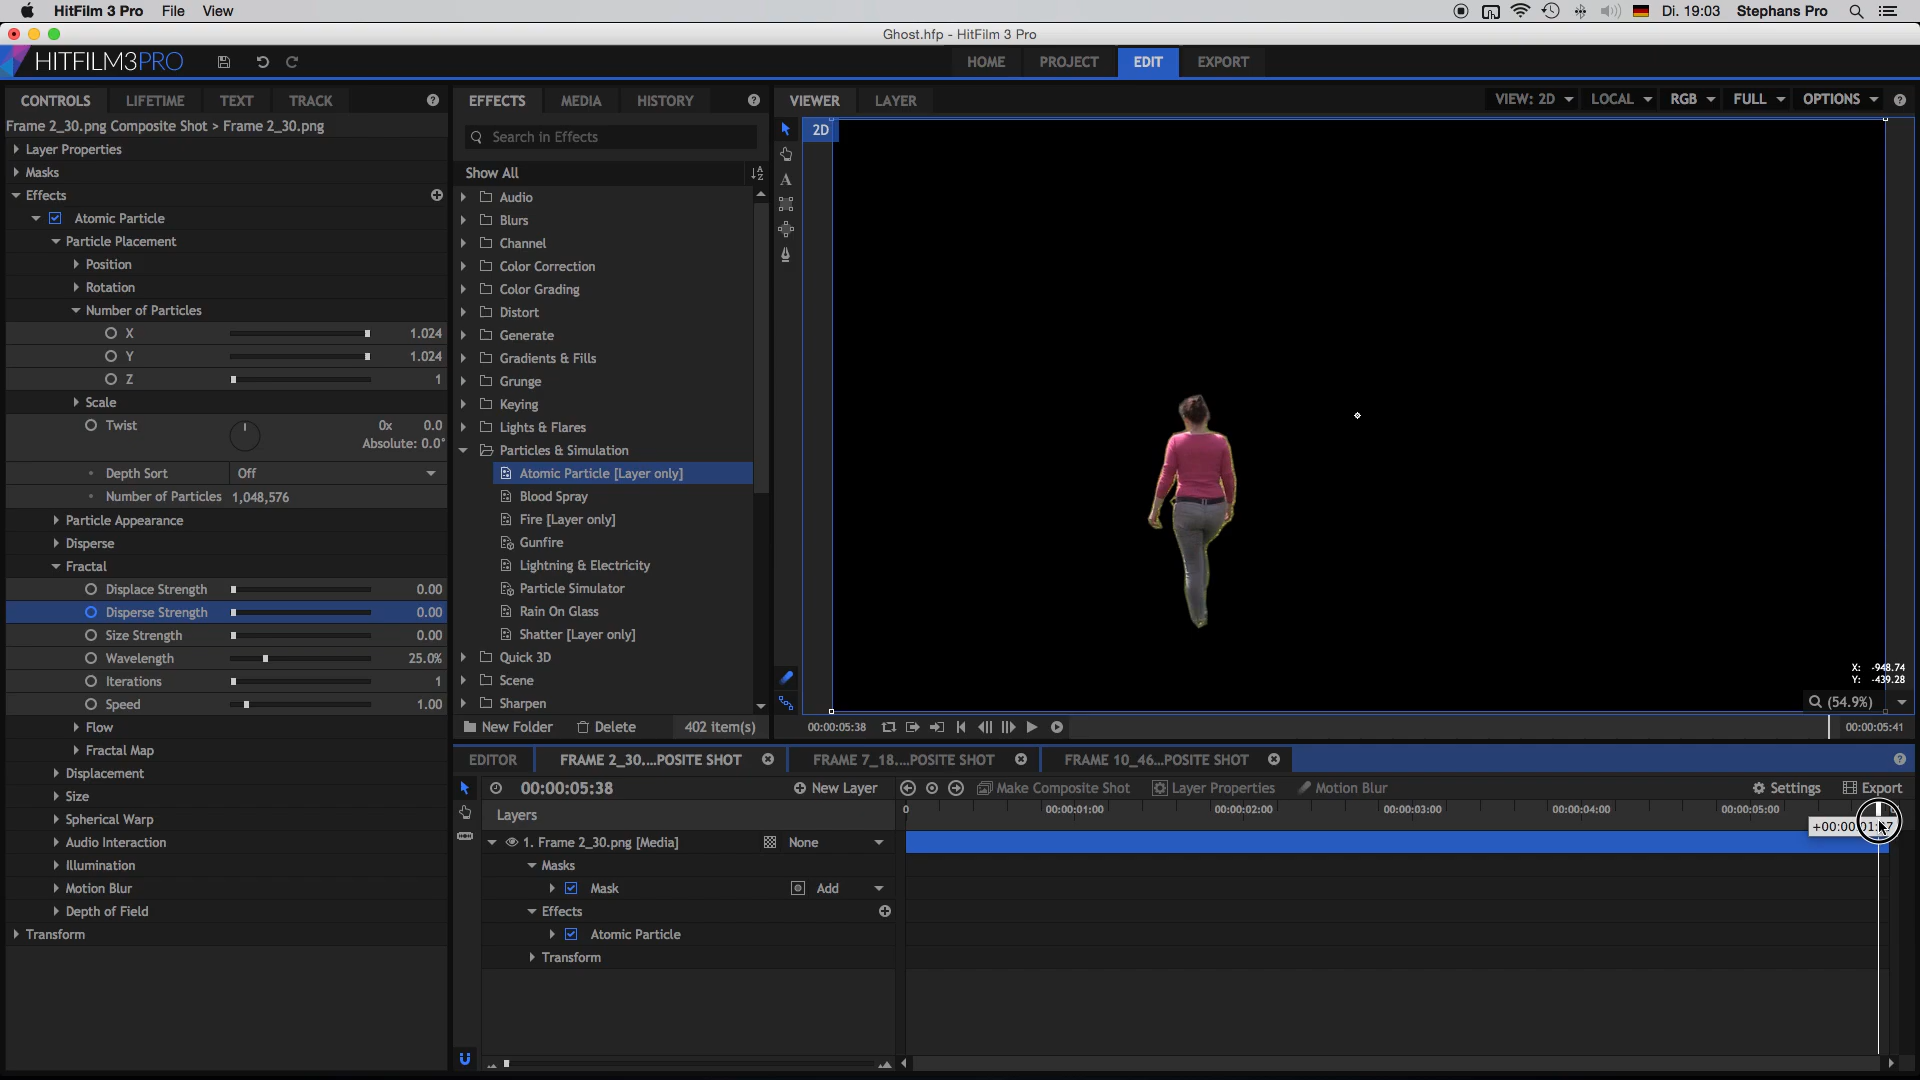 HitFilm 3 Pro File View Di. 19:03 Stephans Pro
Ghost.hfp - HitFilm 3 Pro
HITFILM3PRO HOME PROJECT EDIT EXPORT
CONTROLS LIFETIME TEXT TRACK
Frame 2_30.png Composite Shot > Frame 2_30.png
Layer Properties
Masks
Effects
Atomic Particle
Particle Placement
Position
Rotation
Number of Particles
X 1.024
Y 1.024
Z 1
Scale
Twist 0x 0.0
Absolute: 0.0°
Depth Sort Off
Number of Particles 1,048,576
Particle Appearance
Disperse
Fractal
Displace Strength 0.00
Disperse Strength 0.00
Size Strength 0.00
Wavelength 25.0%
Iterations 1
Speed 1.00
Flow
Fractal Map
Displacement
Size
Spherical Warp
Audio Interaction
Illumination
Motion Blur
Depth of Field
Transform
EFFECTS MEDIA HISTORY
Search in Effects
Show All
Audio
Blurs
Channel
Color Correction
Color Grading
Distort
Generate
Gradients & Fills
Grunge
Keying
Lights & Flares
Particles & Simulation
Atomic Particle [Layer only]
Blood Spray
Fire [Layer only]
Gunfire
Lightning & Electricity
Particle Simulator
Rain On Glass
Shatter [Layer only]
Quick 3D
Scene
Sharpen
New Folder Delete 402 item(s)
VIEWER LAYER VIEW: 2D LOCAL RGB FULL OPTIONS
2D
X: -948.74
Y: -439.28
(54.9%)
00:00:05:38 00:00:05:41
EDITOR FRAME 2_30....POSITE SHOT FRAME 7_18....POSITE SHOT FRAME 10_46...POSITE SHOT
00:00:05:38 New Layer Make Composite Shot Layer Properties Motion Blur Settings Export
Layers 0 00:00:01:00 00:00:02:00 00:00:03:00 00:00:04:00 00:00:05:00
1. Frame 2_30.png [Media] None
Masks
Mask Add
Effects
Atomic Particle
Transform